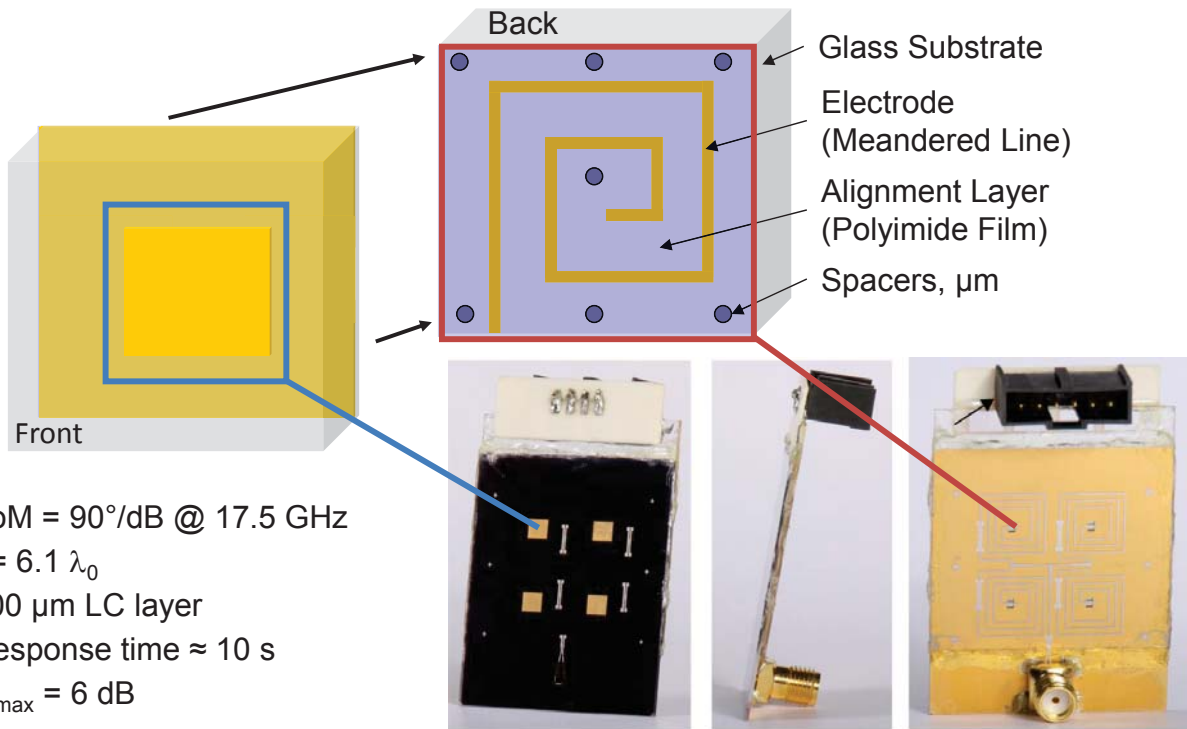 Back
Glass Substrate
Electrode
(Meandered Line)
Alignment Layer
(Polyimide Film)
Spacers, µm
Front
oM = 90°/dB @ 17.5 GHz
= 6.1 λ0
00 µm LC layer
esponse time ≈ 10 s
max = 6 dB